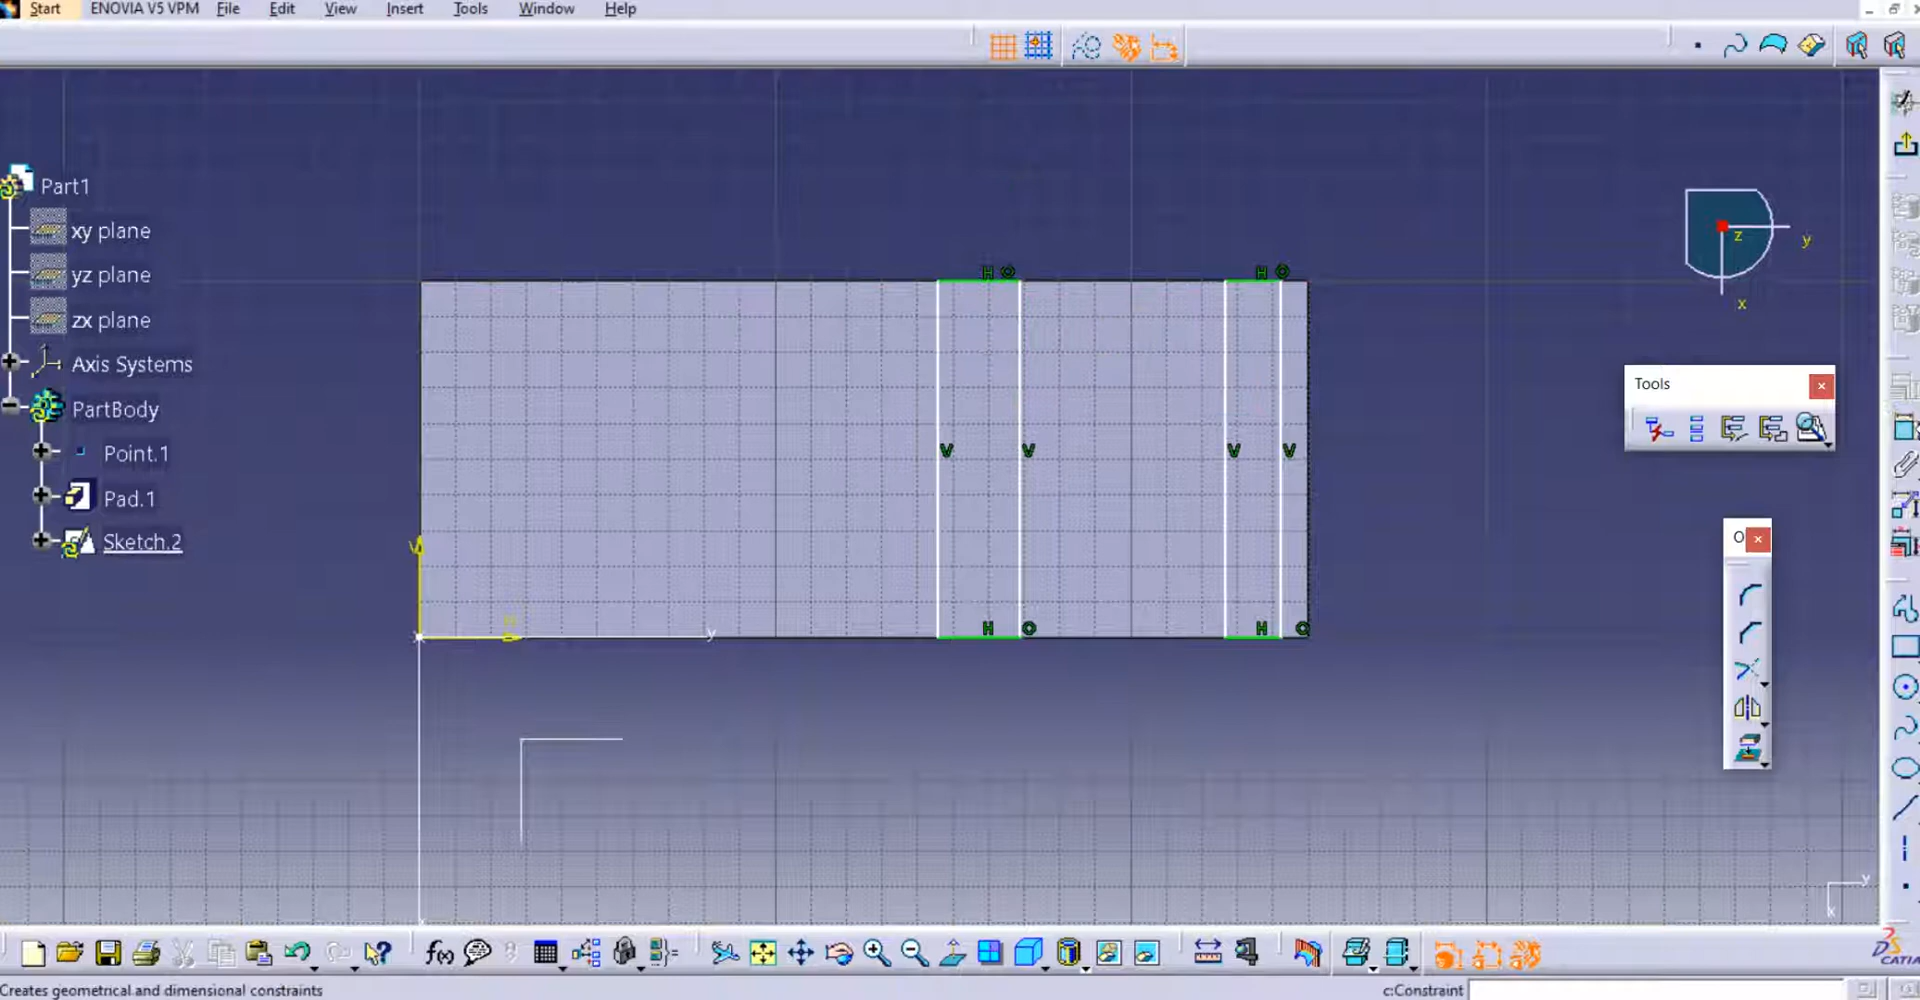 Start ENOVIA V5 VPM File Edit View Insert Tools Window Help
Part1
xy plane
yz plane
zx plane
Axis Systems
PartBody
Point.1
Pad.1
Sketch.2
H H
V V V V
H H
V
y
z y
x
Tools
O
y
x
f(x)
CATIA
Creates geometrical and dimensional constraints c:Constraint